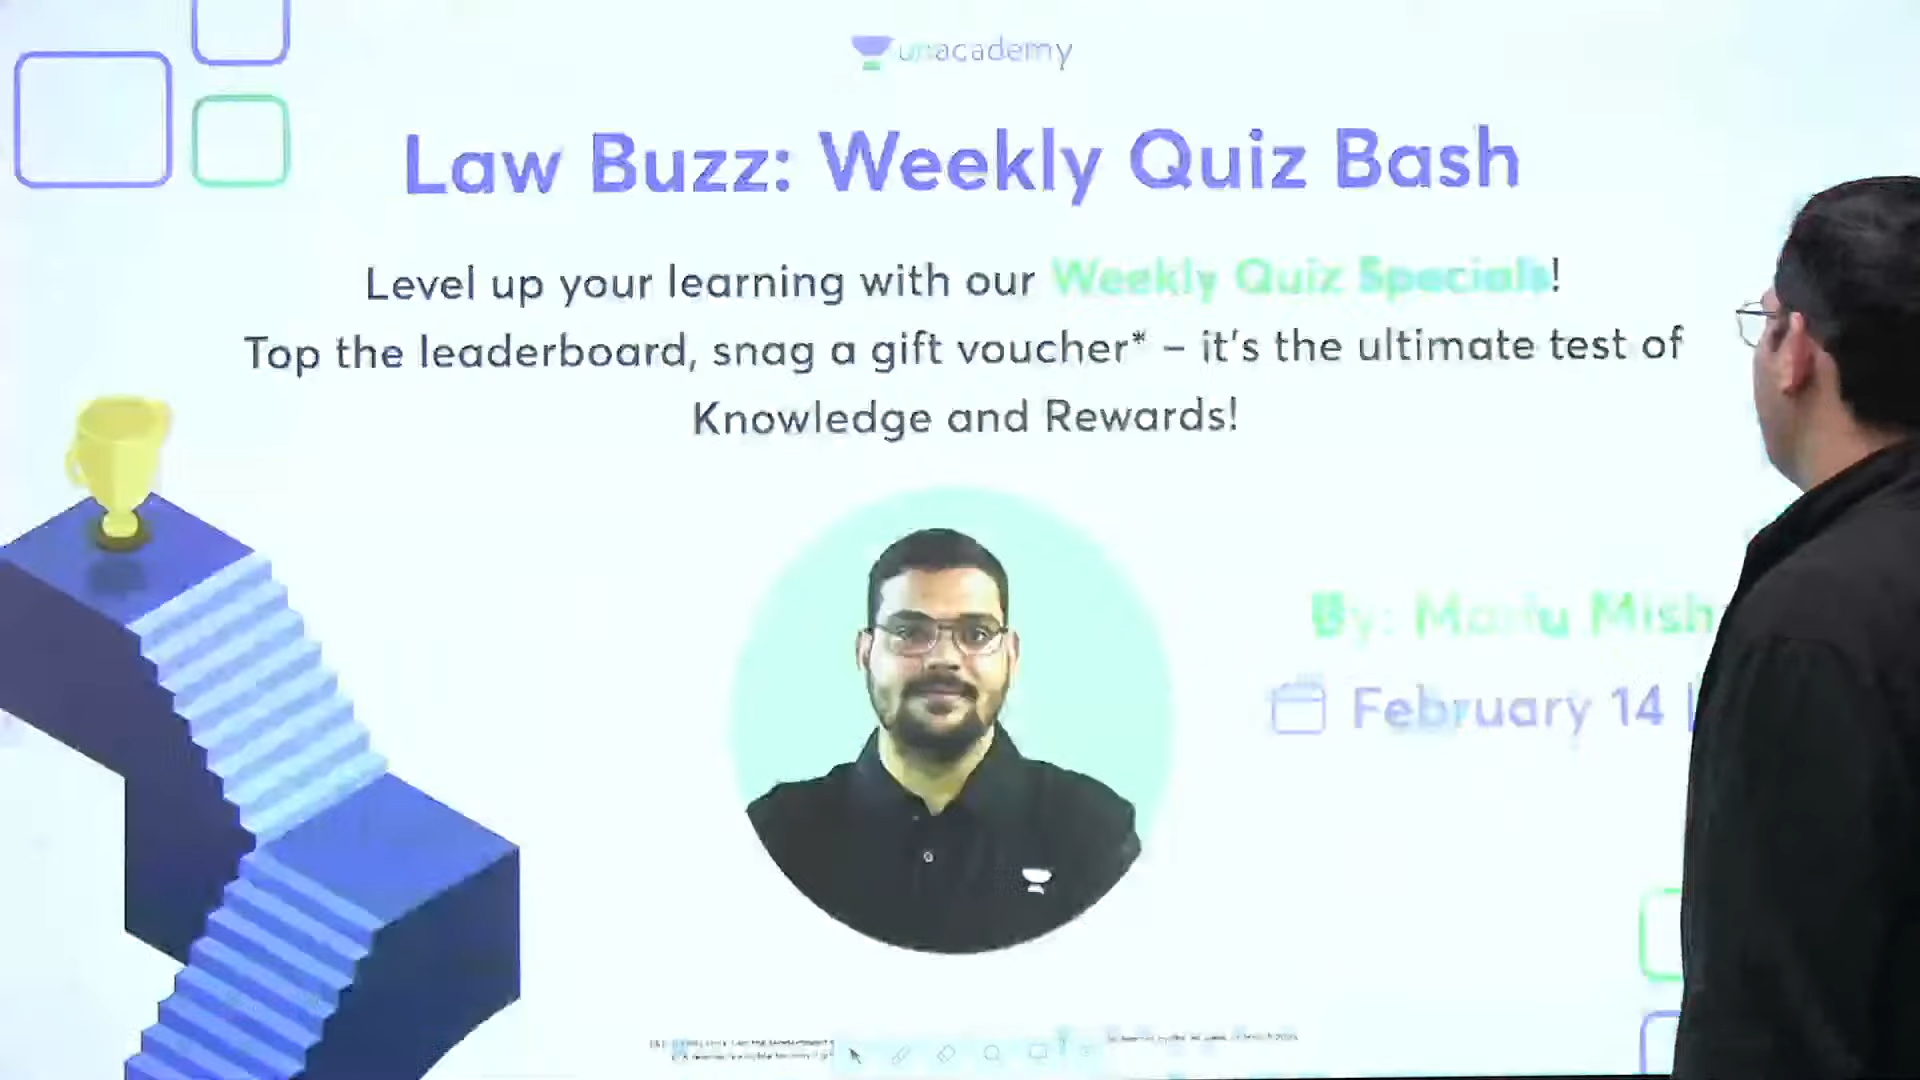 unacademy
Law Buzz: Weekly Quiz Bash
Level up your learning with our Weekly Quiz Specials!
Top the leaderboard, snag a gift voucher* – it's the ultimate test of
Knowledge and Rewards!
By:
February 14 |